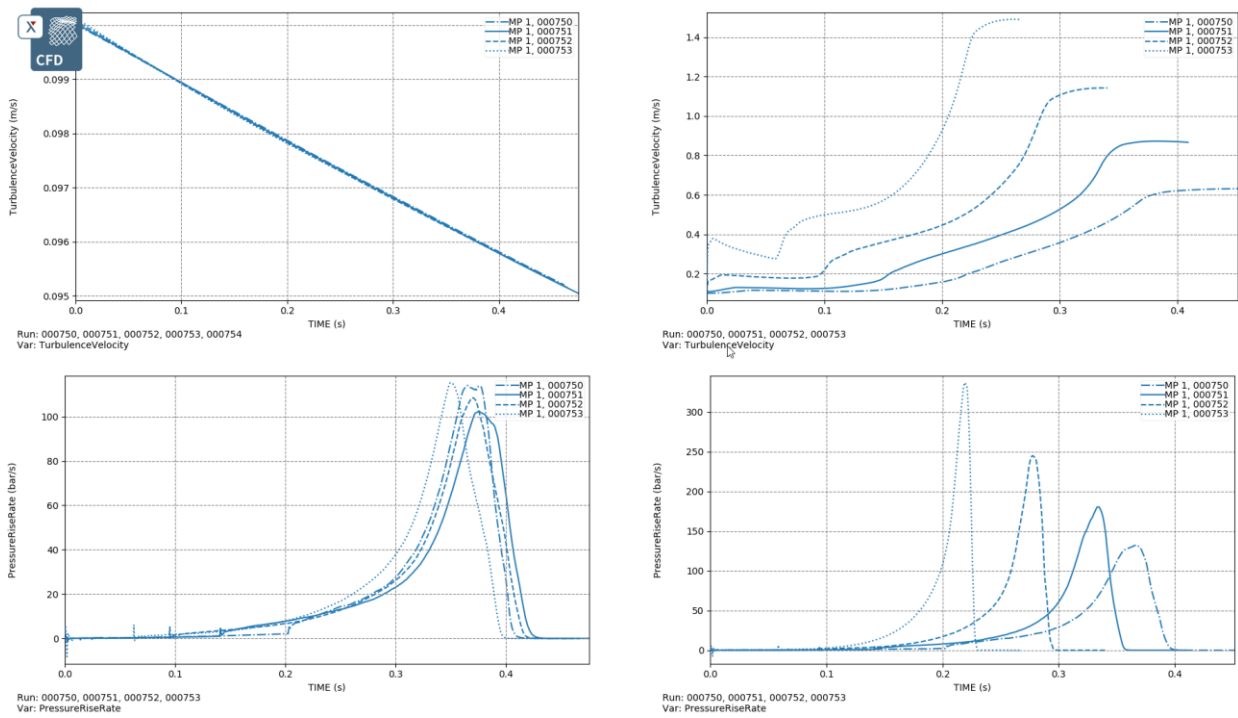 X
CFD
0.099
0.098
0.097
0.096
0.095
0.0
0.1
0.2
0.3
0.4
TurbulenceVelocity (m/s)
TIME (s)
MP 1, 000750
MP 1, 000751
MP 1, 000752
MP 1, 000753
Run: 000750, 000751, 000752, 000753, 000754
Var: TurbulenceVelocity
1.4
1.2
1.0
0.8
0.6
0.4
0.2
0.0
0.1
0.2
0.3
0.4
TurbulenceVelocity (m/s)
TIME (s)
MP 1, 000750
MP 1, 000751
MP 1, 000752
MP 1, 000753
Run: 000750, 000751, 000752, 000753
Var: TurbulenceVelocity
100
80
60
40
20
0
0.0
0.1
0.2
0.3
0.4
PressureRiseRate (bar/s)
TIME (s)
MP 1, 000750
MP 1, 000751
MP 1, 000752
MP 1, 000753
Run: 000750, 000751, 000752, 000753
Var: PressureRiseRate
300
250
200
150
100
50
0
0.0
0.1
0.2
0.3
0.4
PressureRiseRate (bar/s)
TIME (s)
MP 1, 000750
MP 1, 000751
MP 1, 000752
MP 1, 000753
Run: 000750, 000751, 000752, 000753
Var: PressureRiseRate